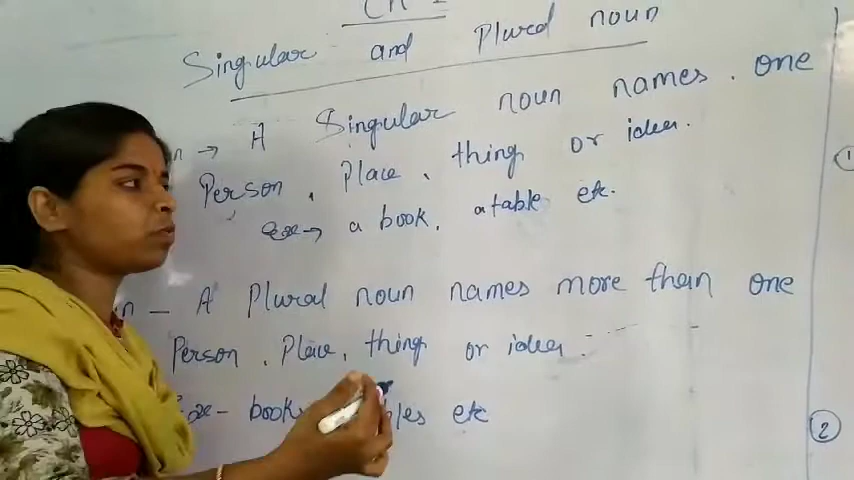 Singular and Plural noun
→ A Singular noun names. one
Person, Place, thing or idea.
→ a book, a table etc.
- A Plural noun names more than one
Person, Place, thing or idea.
- book etc
1
2